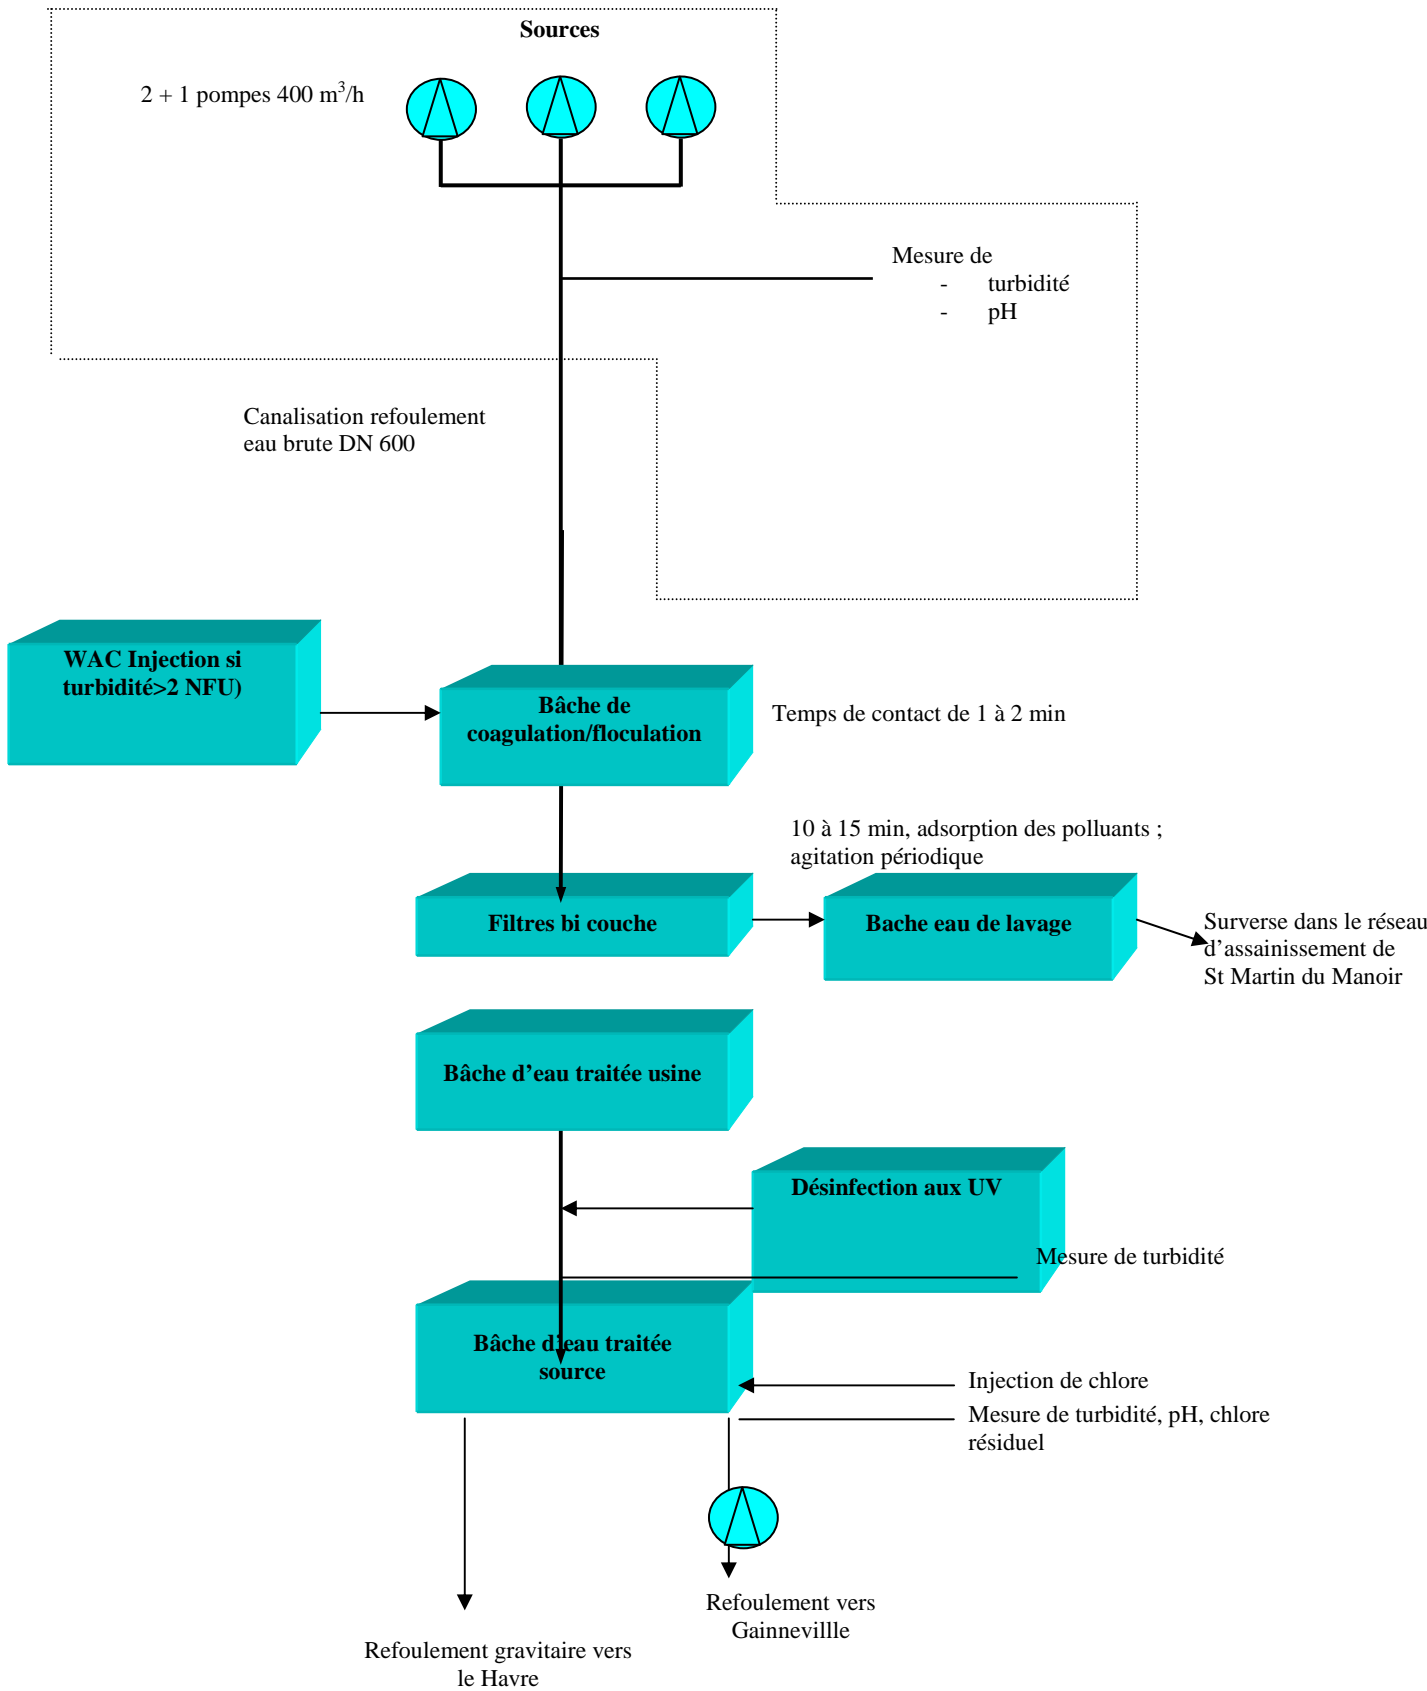 Sources
2 + 1 pompes 400 m³/h
Mesure de
- turbidité
- pH
Canalisation refoulement
eau brute DN 600
WAC Injection si
turbidité>2 NFU)
Bâche de
coagulation/floculation
Temps de contact de 1 à 2 min
10 à 15 min, adsorption des polluants ;
agitation périodique
Filtres bi couche
Bache eau de lavage
Surverse dans le réseau
d’assainissement de
St Martin du Manoir
Bâche d’eau traitée usine
Désinfection aux UV
Mesure de turbidité
Bâche d’eau traitée
source
Injection de chlore
Mesure de turbidité, pH, chlore
résiduel
Refoulement vers
Gainnevillle
Refoulement gravitaire vers
le Havre